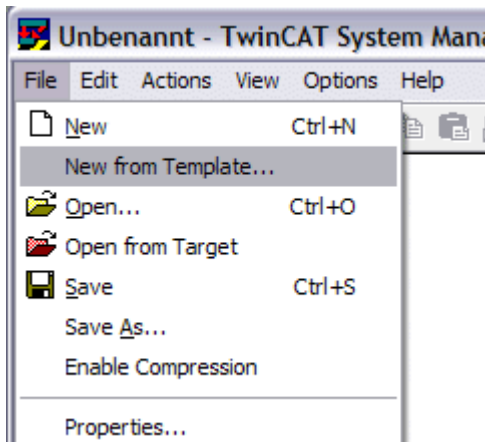 Unbenannt - TwinCAT System
File Edit Actions View Options Help
New Ctrl+N
New from Template...
Open... Ctrl+O
Open from Target
Save Ctrl+S
Save As...
Enable Compression
Properties...